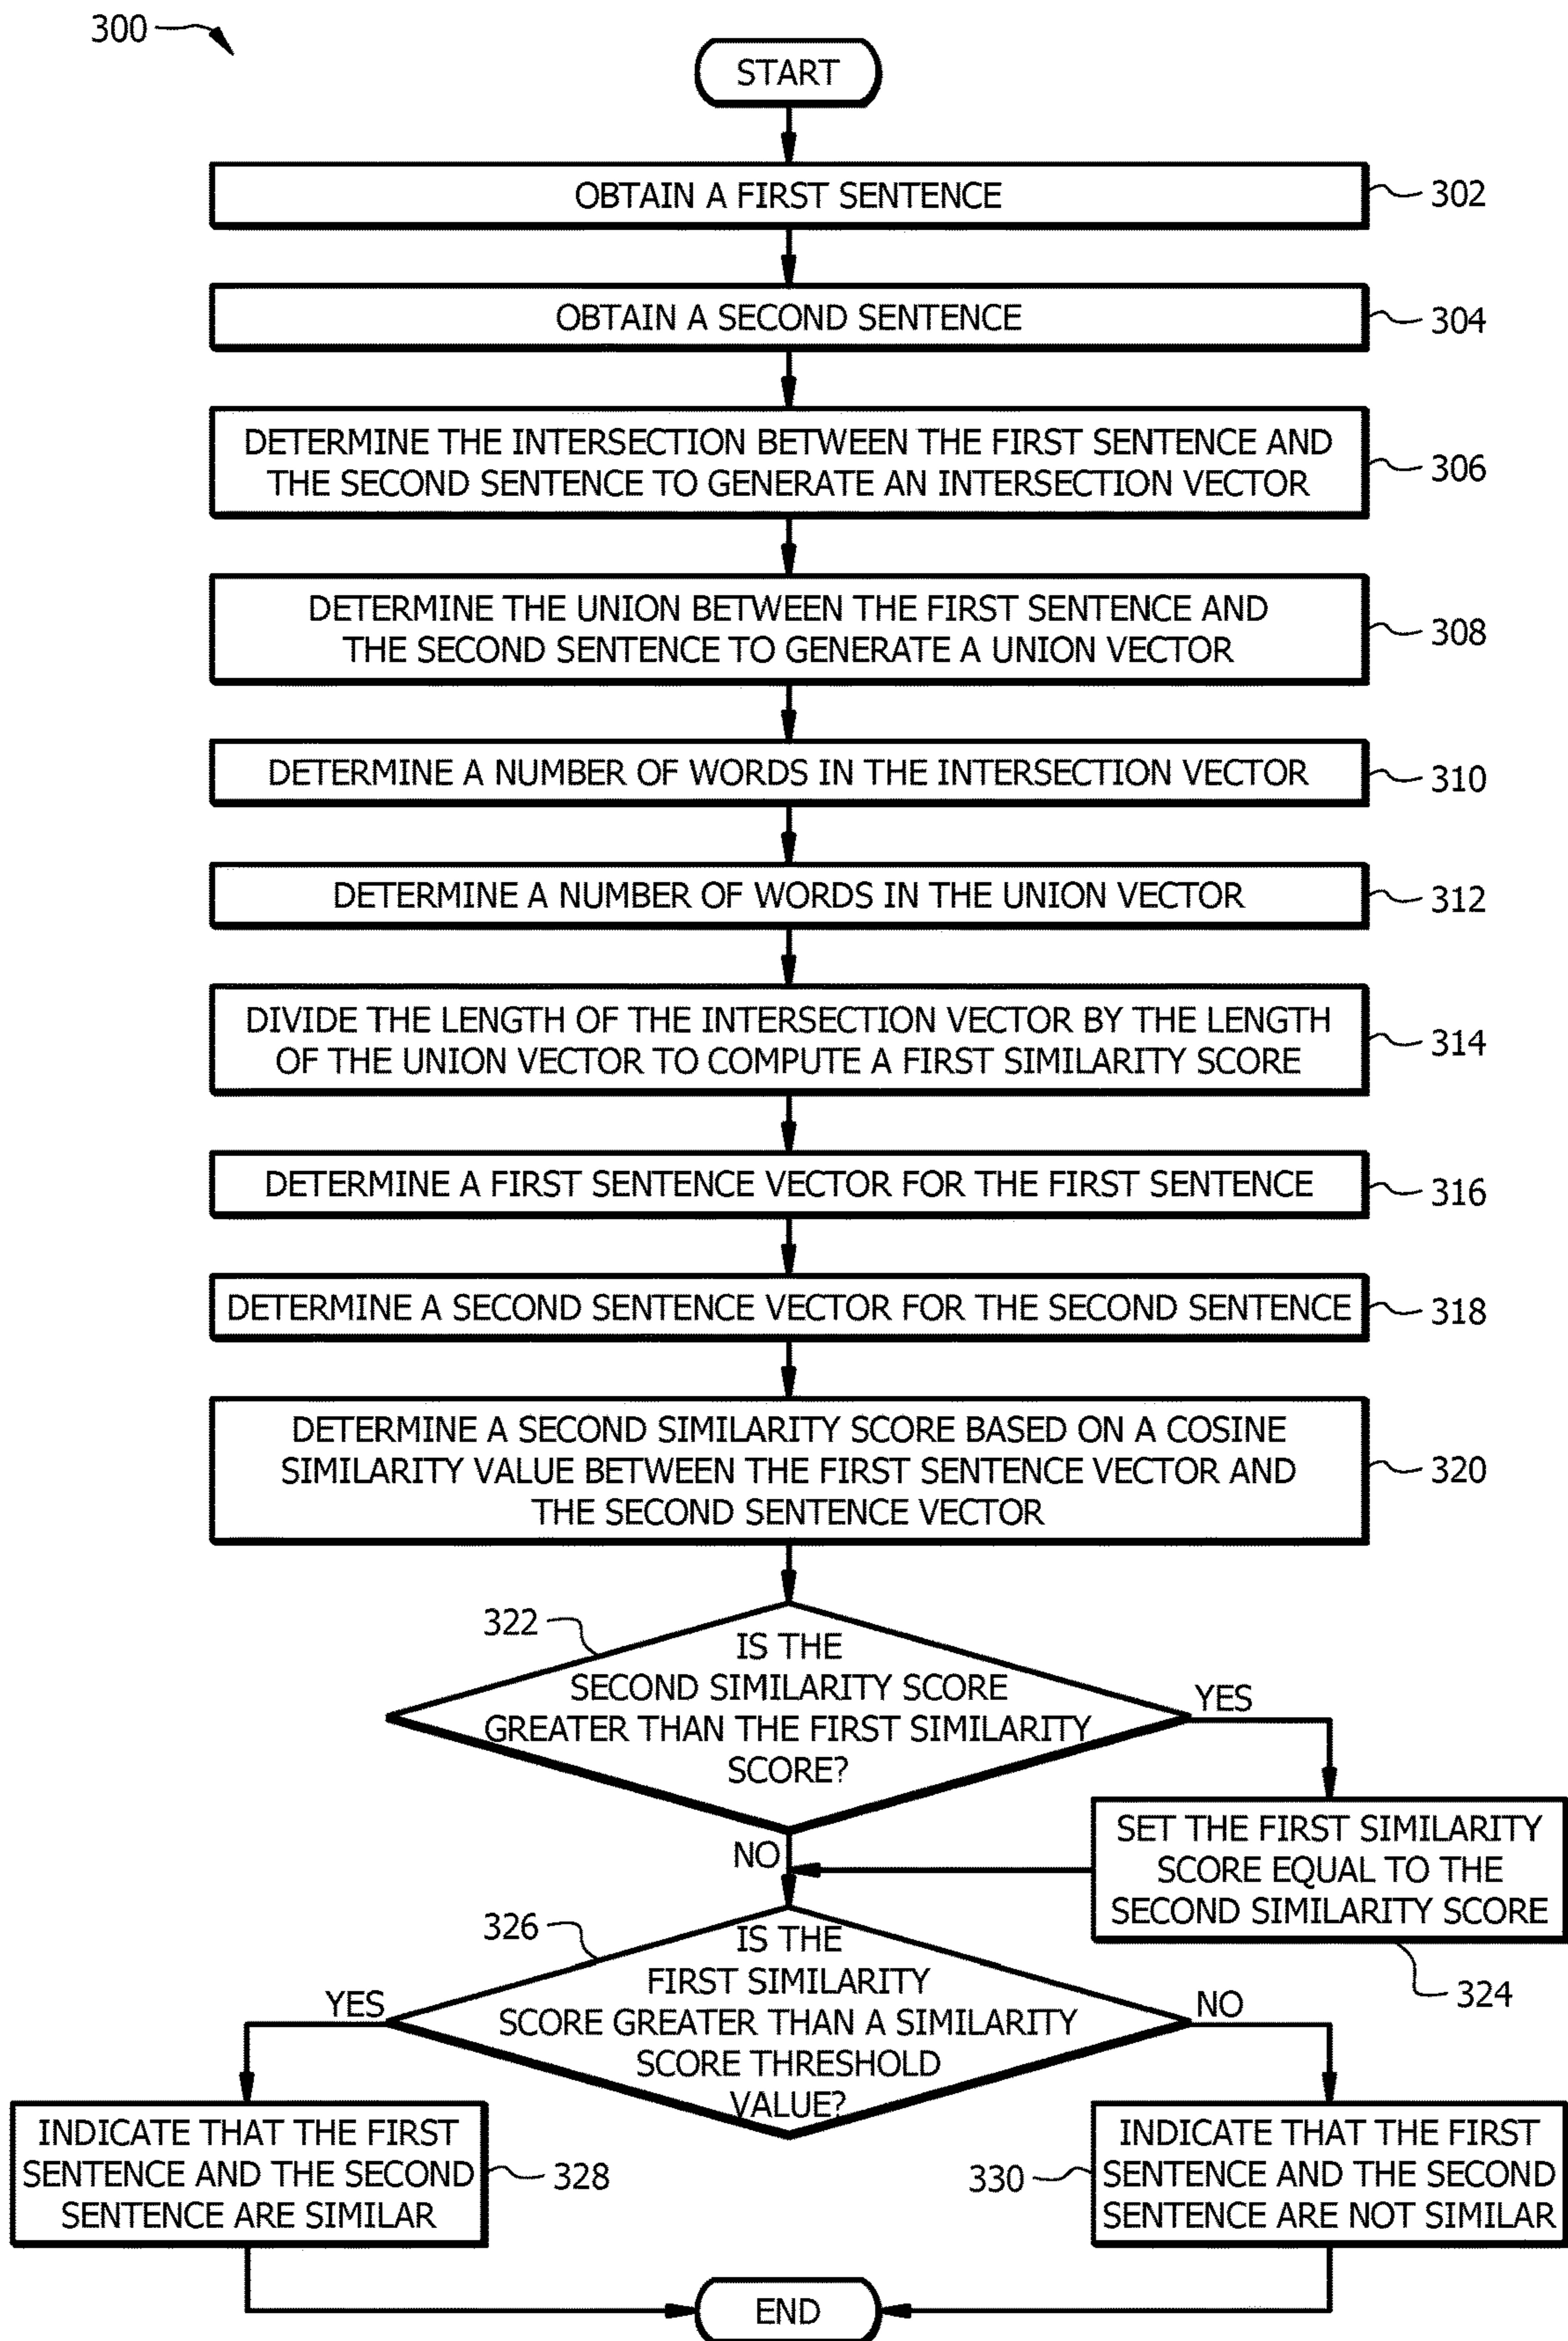 300
START
OBTAIN A FIRST SENTENCE
302
OBTAIN A SECOND SENTENCE
304
DETERMINE THE INTERSECTION BETWEEN THE FIRST SENTENCE AND
THE SECOND SENTENCE TO GENERATE AN INTERSECTION VECTOR
306
DETERMINE THE UNION BETWEEN THE FIRST SENTENCE AND
THE SECOND SENTENCE TO GENERATE A UNION VECTOR
308
DETERMINE A NUMBER OF WORDS IN THE INTERSECTION VECTOR
310
DETERMINE A NUMBER OF WORDS IN THE UNION VECTOR
312
DIVIDE THE LENGTH OF THE INTERSECTION VECTOR BY THE LENGTH
OF THE UNION VECTOR TO COMPUTE A FIRST SIMILARITY SCORE
314
DETERMINE A FIRST SENTENCE VECTOR FOR THE FIRST SENTENCE
316
DETERMINE A SECOND SENTENCE VECTOR FOR THE SECOND SENTENCE
318
DETERMINE A SECOND SIMILARITY SCORE BASED ON A COSINE
SIMILARITY VALUE BETWEEN THE FIRST SENTENCE VECTOR AND
THE SECOND SENTENCE VECTOR
320
322
IS THE
SECOND SIMILARITY SCORE
GREATER THAN THE FIRST SIMILARITY
SCORE?
YES
NO
SET THE FIRST SIMILARITY
SCORE EQUAL TO THE
SECOND SIMILARITY SCORE
324
326
IS THE
FIRST SIMILARITY
SCORE GREATER THAN A SIMILARITY
SCORE THRESHOLD
VALUE?
YES
NO
INDICATE THAT THE FIRST
SENTENCE AND THE SECOND
SENTENCE ARE SIMILAR
328
330
INDICATE THAT THE FIRST
SENTENCE AND THE SECOND
SENTENCE ARE NOT SIMILAR
END